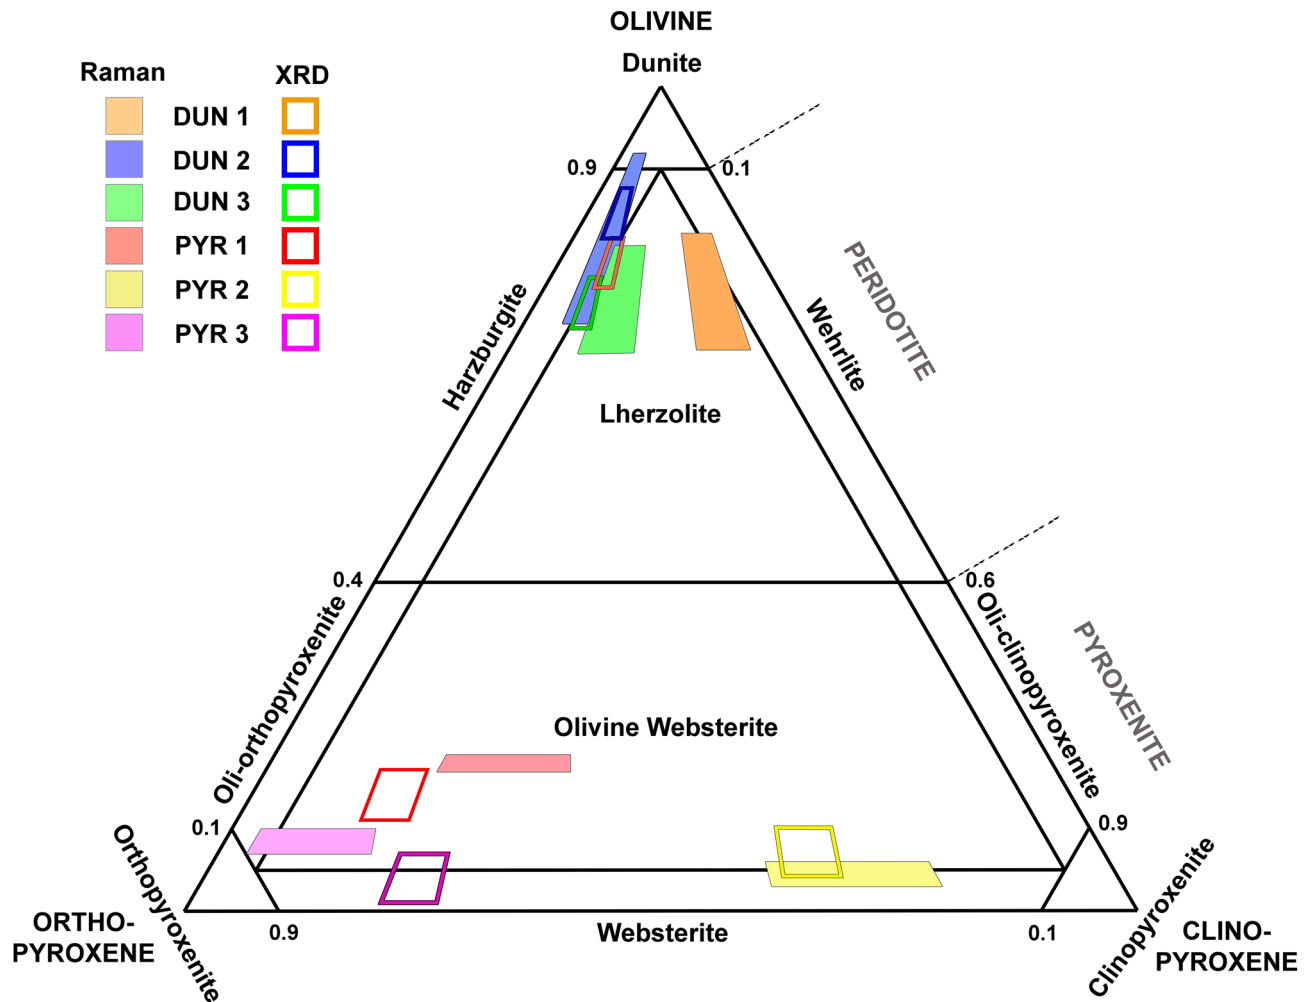 OLIVINE
Dunite
Raman
XRD
DUN 1
DUN 2
DUN 3
PYR 1
PYR 2
PYR 3
0.9
0.1
PERIDOTITE
Harzburgite
Wehrlite
Lherzolite
0.4
0.6
Oli-orthopyroxenite
Oli-clinopyroxenite
PYROXENITE
Olivine Websterite
0.1
0.9
Orthopyroxenite
Clinopyroxenite
ORTHO-
PYROXENE
0.9
Websterite
0.1
CLINO-
PYROXENE